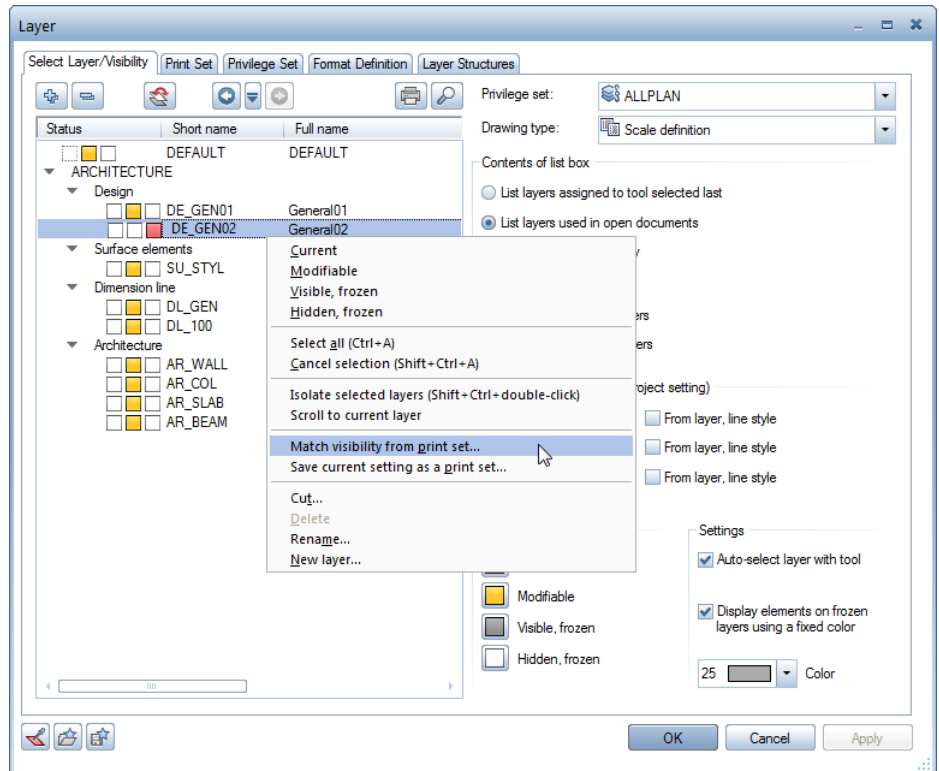 Layer
Select Layer/Visibility Print Set Privilege Set Format Definition Layer Structures
Status Short name Full name
DEFAULT DEFAULT
ARCHITECTURE
Design
DE_GEN01 General01
DE_GEN02 General02
Surface elements
SU_STYL
Dimension line
DL_GEN
DL_100
Architecture
AR_WALL
AR_COL
AR_SLAB
AR_BEAM
Current
Modifiable
Visible, frozen
Hidden, frozen
Select all (Ctrl+A)
Cancel selection (Shift+Ctrl+A)
Isolate selected layers (Shift+Ctrl+double-click)
Scroll to current layer
Match visibility from print set...
Save current setting as a print set...
Cut...
Delete
Rename...
New layer...
Privilege set: ALLPLAN
Drawing type: Scale definition
Contents of list box
List layers assigned to tool selected last
List layers used in open documents
From layer, line style
From layer, line style
From layer, line style
Modifiable
Visible, frozen
Hidden, frozen
Settings
Auto-select layer with tool
Display elements on frozen
layers using a fixed color
25 Color
OK Cancel Apply